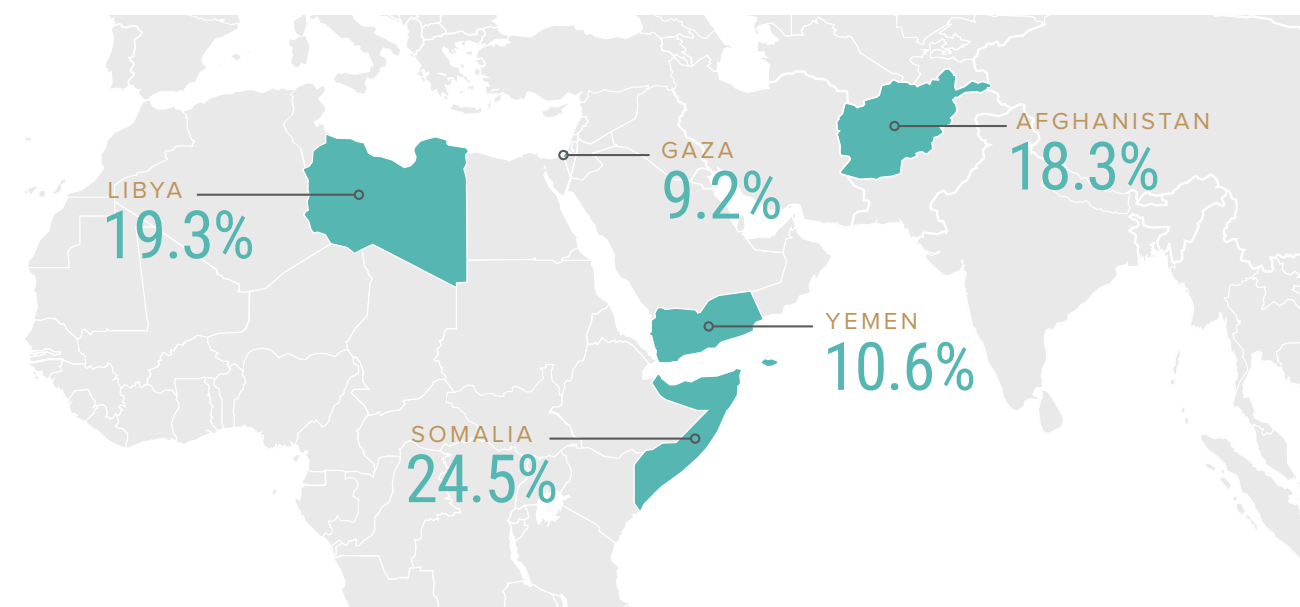 AFGHANISTAN
18.3%
GAZA
9.2%
LIBYA
19.3%
YEMEN
10.6%
SOMALIA
24.5%